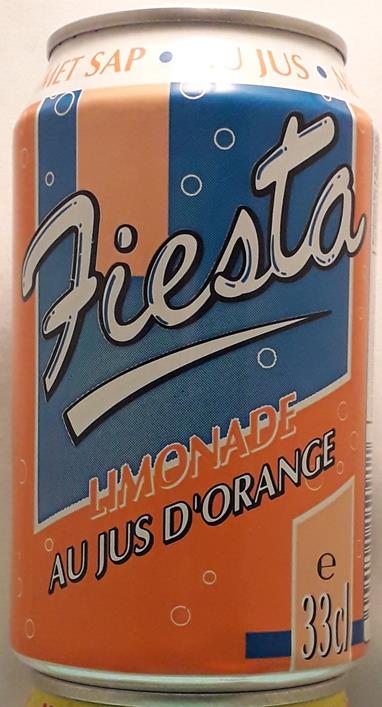 MET SAP • AU JUS •
Fiesta
LIMONADE
AU JUS D'ORANGE
e
33cl